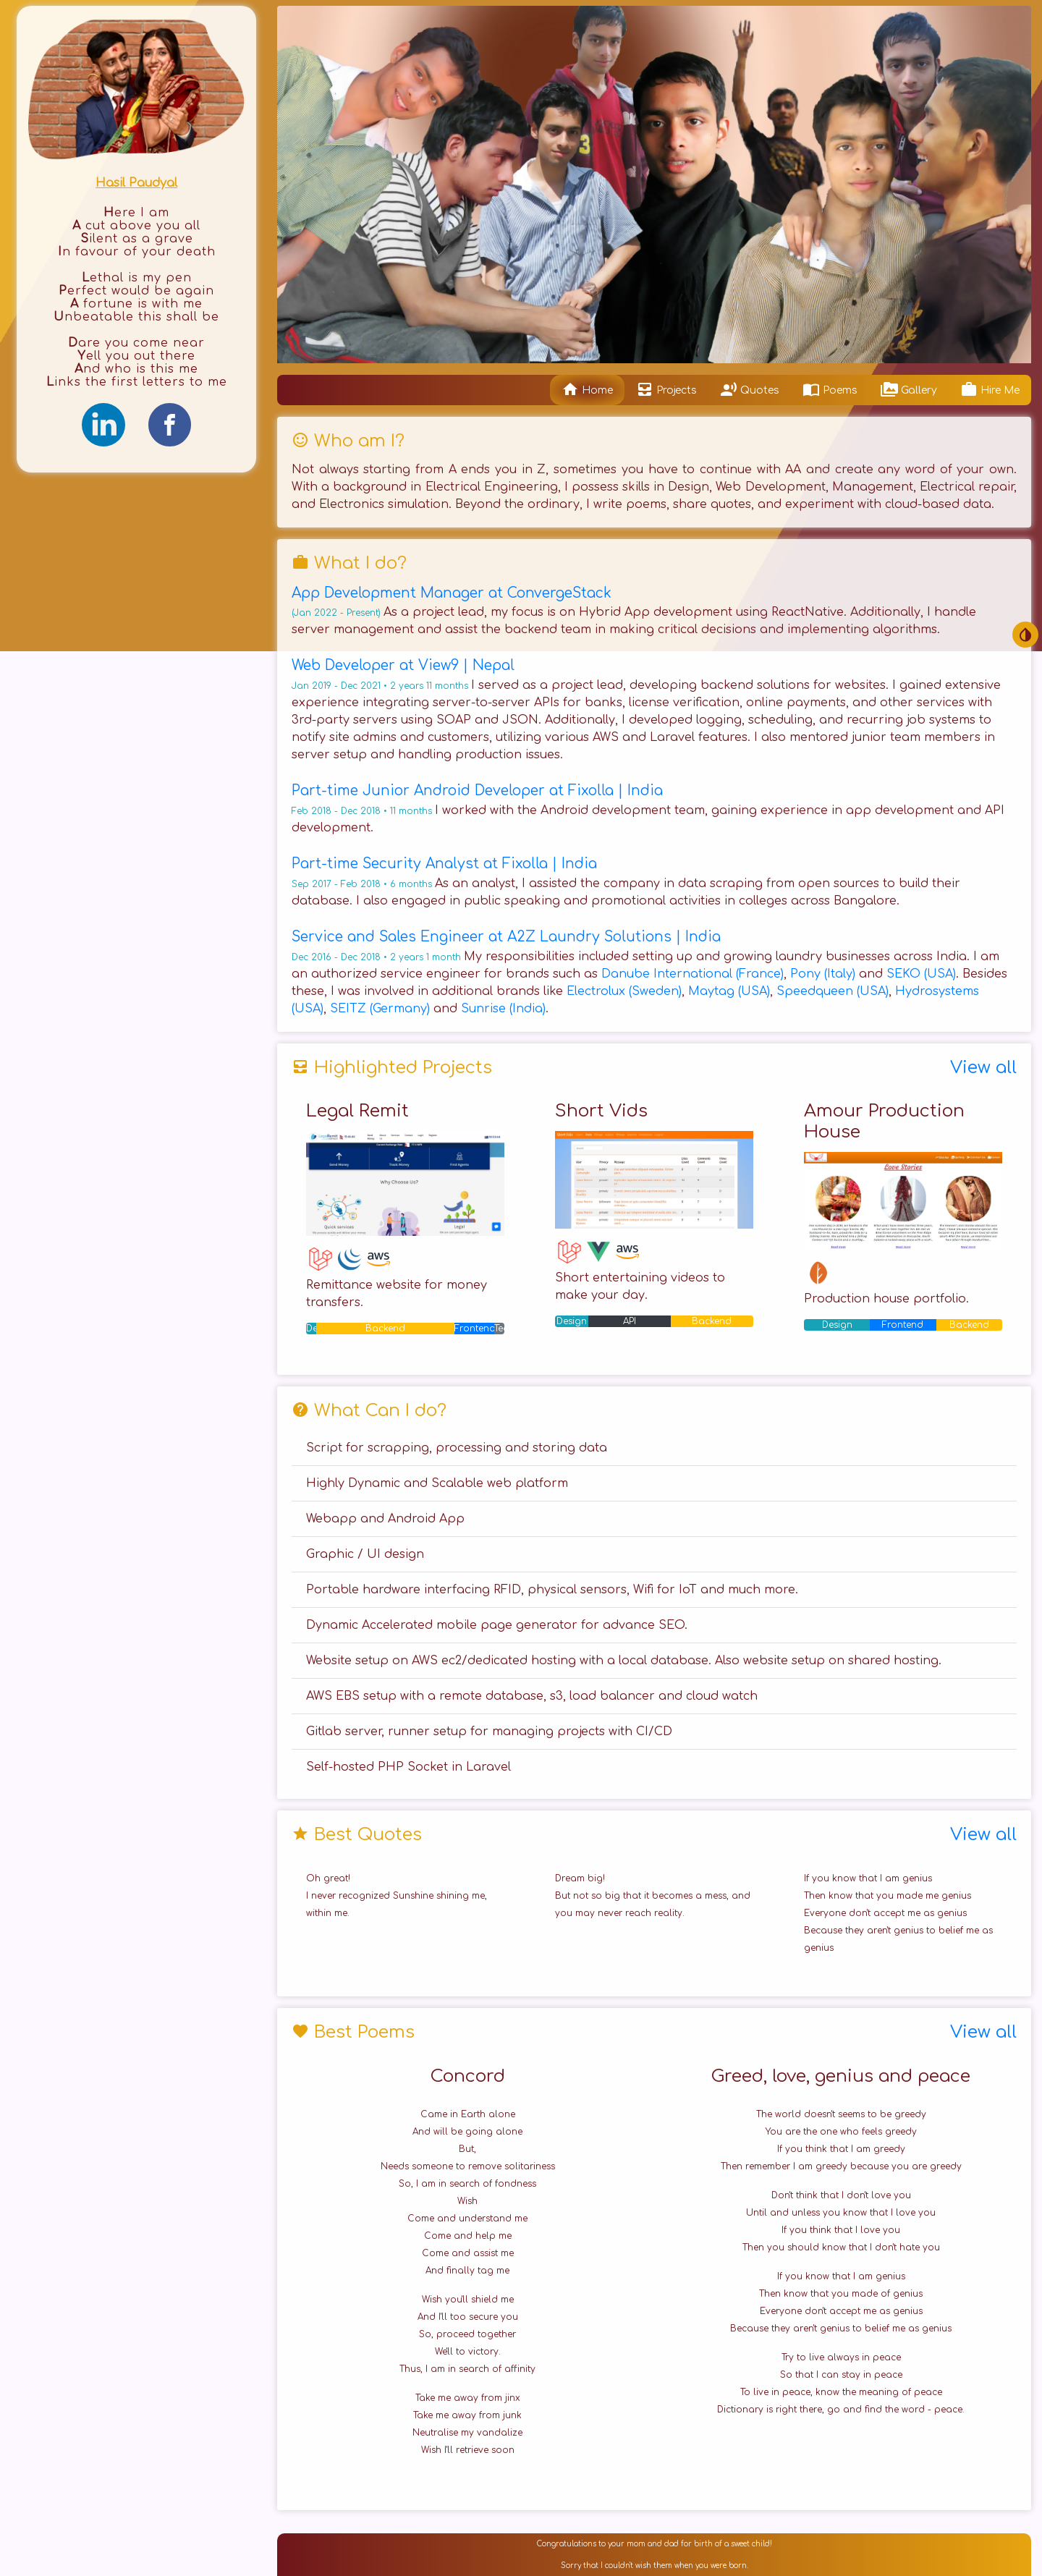 Hasil Paudyal
Here I am
A cut above you all
Silent as a grave
In favour of your death
Lethal is my pen
Perfect would be again
A fortune is with me
Unbeatable this shall be
Dare you come near
Yell you out there
And who is this me
Links the first letters to me
in f
Home Projects Quotes Poems Gallery Hire Me
Who am I?
Not always starting from A ends you in Z, sometimes you have to continue with AA and create any word of your own.
With a background in Electrical Engineering, I possess skills in Design, Web Development, Management, Electrical repair,
and Electronics simulation. Beyond the ordinary, I write poems, share quotes, and experiment with cloud-based data.
What I do?
App Development Manager at ConvergeStack
(Jan 2022 - Present) As a project lead, my focus is on Hybrid App development using ReactNative. Additionally, I handle
server management and assist the backend team in making critical decisions and implementing algorithms.
Web Developer at View9 | Nepal
Jan 2019 - Dec 2021 • 2 years 11 months I served as a project lead, developing backend solutions for websites. I gained extensive
experience integrating server-to-server APIs for banks, license verification, online payments, and other services with
3rd-party servers using SOAP and JSON. Additionally, I developed logging, scheduling, and recurring job systems to
notify site admins and customers, utilizing various AWS and Laravel features. I also mentored junior team members in
server setup and handling production issues.
Part-time Junior Android Developer at Fixolla | India
Feb 2018 - Dec 2018 • 11 months I worked with the Android development team, gaining experience in app development and API
development.
Part-time Security Analyst at Fixolla | India
Sep 2017 - Feb 2018 • 6 months As an analyst, I assisted the company in data scraping from open sources to build their
database. I also engaged in public speaking and promotional activities in colleges across Bangalore.
Service and Sales Engineer at A2Z Laundry Solutions | India
Dec 2016 - Dec 2018 • 2 years 1 month My responsibilities included setting up and growing laundry businesses across India. I am
an authorized service engineer for brands such as Danube International (France), Pony (Italy) and SEKO (USA). Besides
these, I was involved in additional brands like Electrolux (Sweden), Maytag (USA), Speedqueen (USA), Hydrosystems
(USA), SEITZ (Germany) and Sunrise (India).
Highlighted Projects View all
Legal Remit
Why Choose Us?
aws
Remittance website for money
transfers.
De Backend Frontend Te
Short Vids
aws
Short entertaining videos to
make your day.
Design API Backend
Amour Production
House
Love Stories
Production house portfolio.
Design Frontend Backend
What Can I do?
Script for scrapping, processing and storing data
Highly Dynamic and Scalable web platform
Webapp and Android App
Graphic / UI design
Portable hardware interfacing RFID, physical sensors, Wifi for IoT and much more.
Dynamic Accelerated mobile page generator for advance SEO.
Website setup on AWS ec2/dedicated hosting with a local database. Also website setup on shared hosting.
AWS EBS setup with a remote database, s3, load balancer and cloud watch
Gitlab server, runner setup for managing projects with CI/CD
Self-hosted PHP Socket in Laravel
Best Quotes View all
Oh great!
I never recognized Sunshine shining me,
within me.
Dream big!
But not so big that it becomes a mess, and
you may never reach reality.
If you know that I am genius
Then know that you made me genius
Everyone don't accept me as genius
Because they aren't genius to belief me as
genius
Best Poems View all
Concord
Came in Earth alone
And will be going alone
But,
Needs someone to remove solitariness
So, I am in search of fondness
Wish
Come and understand me
Come and help me
Come and assist me
And finally tag me
Wish you'll shield me
And I'll too secure you
So, proceed together
We'll to victory.
Thus, I am in search of affinity
Take me away from jinx
Take me away from junk
Neutralise my vandalize
Wish I'll retrieve soon
Greed, love, genius and peace
The world doesn't seems to be greedy
You are the one who feels greedy
If you think that I am greedy
Then remember I am greedy because you are greedy
Don't think that I don't love you
Until and unless you know that I love you
If you think that I love you
Then you should know that I don't hate you
If you know that I am genius
Then know that you made of genius
Everyone don't accept me as genius
Because they aren't genius to belief me as genius
Try to live always in peace
So that I can stay in peace
To live in peace, know the meaning of peace
Dictionary is right there, go and find the word - peace.
Congratulations to your mom and dad for birth of a sweet child!
Sorry that I couldn't wish them when you were born.